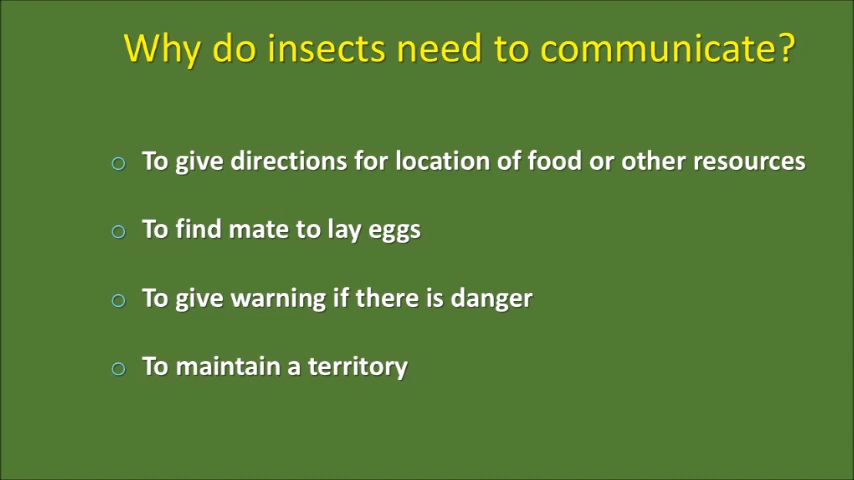 Why do insects need to communicate?
To give directions for location of food or other resources
To find mate to lay eggs
To give warning if there is danger
To maintain a territory